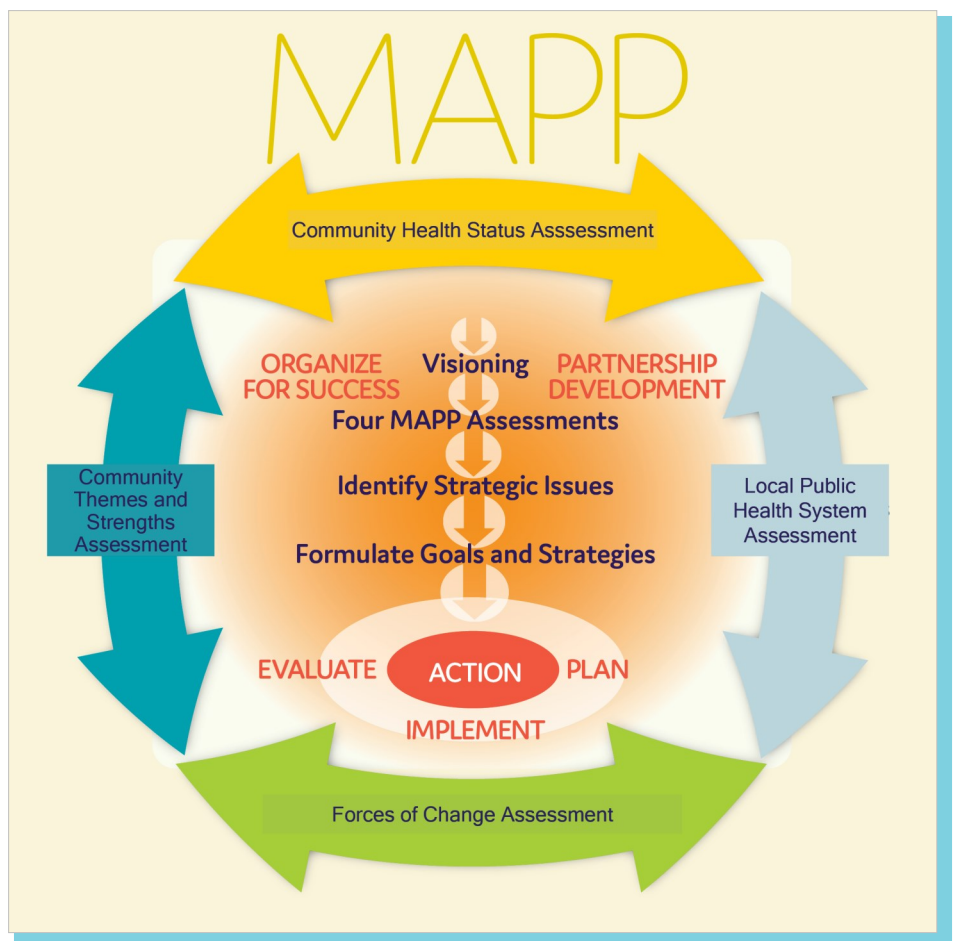 MAPP
Community Health Status Asssessment
ORGANIZE
FOR SUCCESS
Visioning
PARTNERSHIP
DEVELOPMENT
Four MAPP Assessments
Community
Themes and
Strengths
Assessment
Identify Strategic Issues
Local Public
Health System
Assessment
Formulate Goals and Strategies
EVALUATE
ACTION
PLAN
IMPLEMENT
Forces of Change Assessment